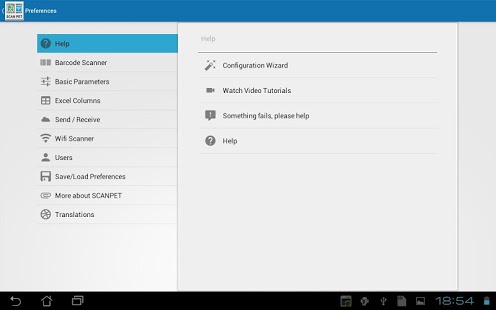 SCAN PET
Preferences
Help
Barcode Scanner
Basic Parameters
Excel Columns
Send / Receive
Wifi Scanner
Users
Save/Load Preferences
More about SCANPET
Translations
Help
Configuration Wizard
Watch Video Tutorials
Something fails, please help
Help
18:54